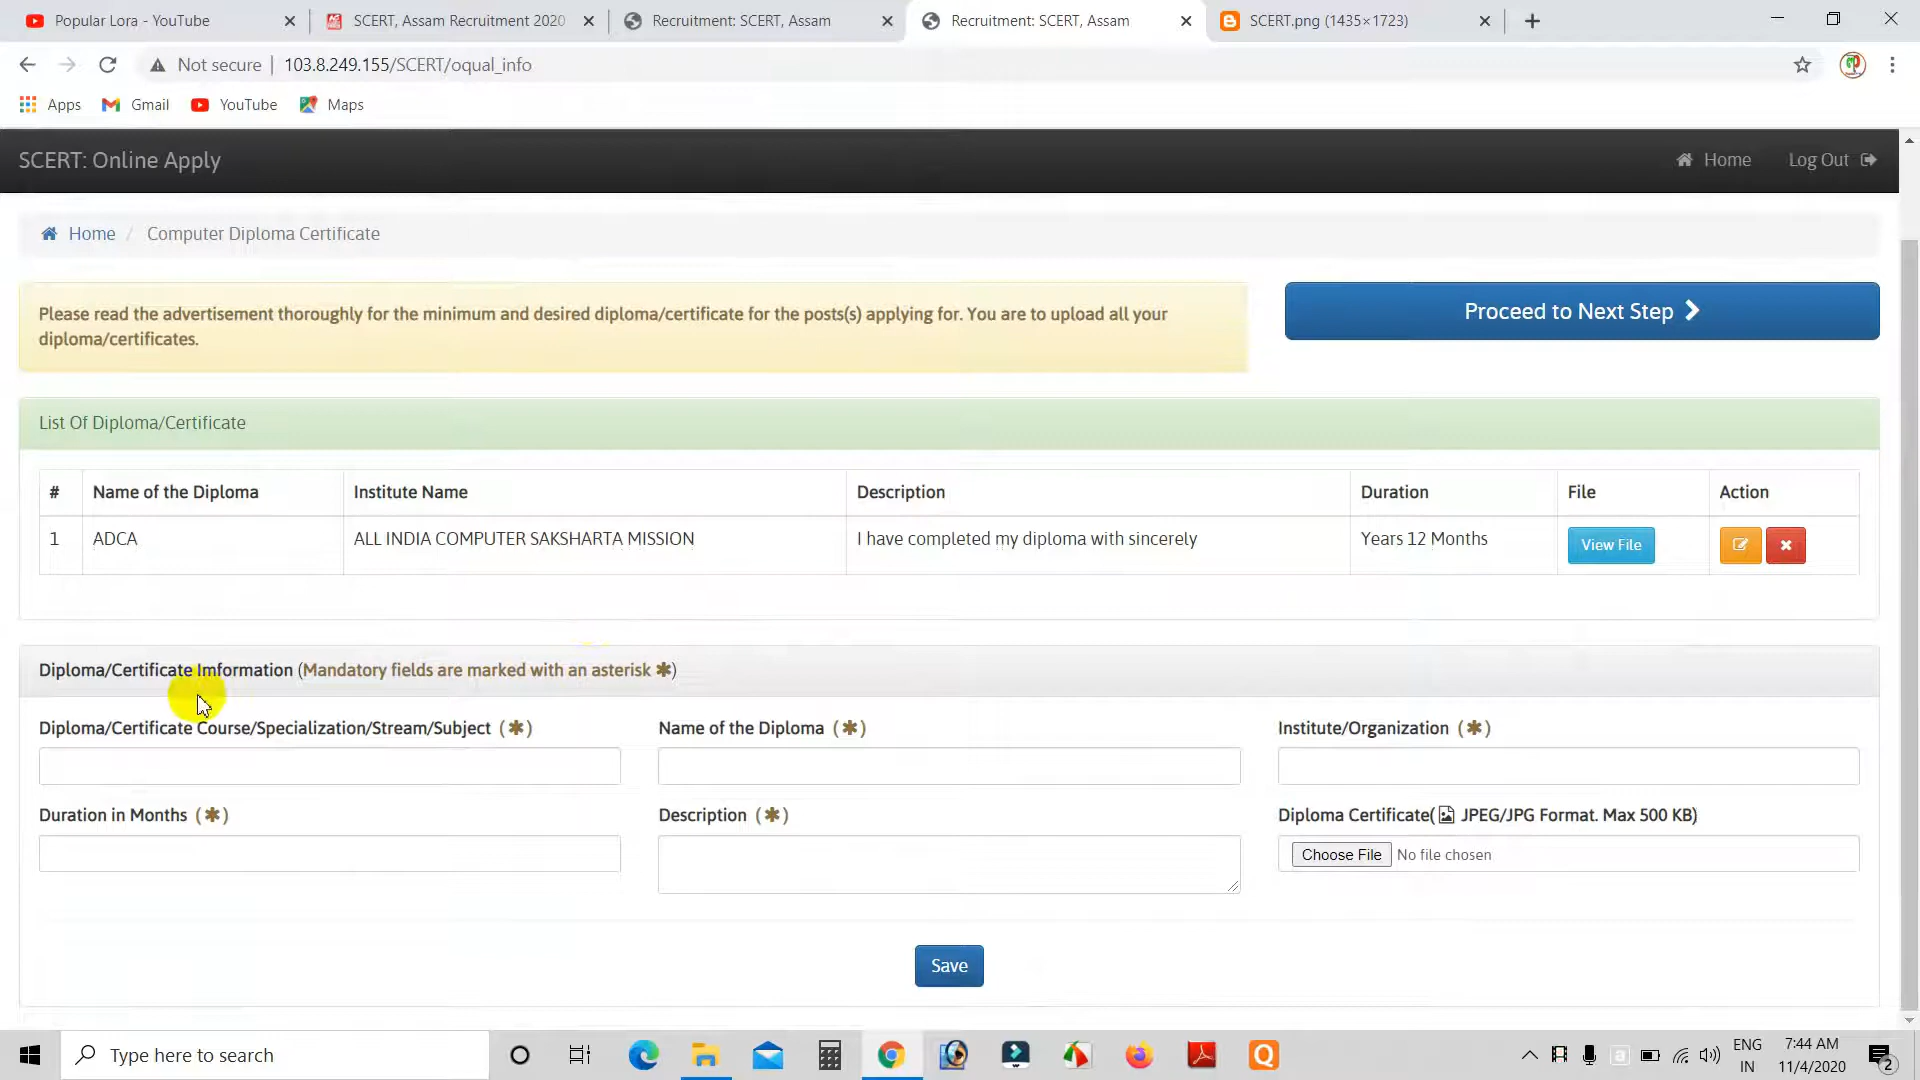 Popular Lora - YouTube
SCERT, Assam Recruitment 2020
Recruitment: SCERT, Assam
Recruitment: SCERT, Assam
SCERT.png (1435×1723)
Not secure | 103.8.249.155/SCERT/oqual_info
Apps Gmail YouTube Maps
SCERT: Online Apply
Home Log Out
Home / Computer Diploma Certificate
Please read the advertisement thoroughly for the minimum and desired diploma/certificate for the posts(s) applying for. You are to upload all your
diploma/certificates.
Proceed to Next Step
List Of Diploma/Certificate
# Name of the Diploma Institute Name Description Duration File Action
1 ADCA ALL INDIA COMPUTER SAKSHARTA MISSION I have completed my diploma with sincerely Years 12 Months View File
Diploma/Certificate Imformation (Mandatory fields are marked with an asterisk ✱)
Diploma/Certificate Course/Specialization/Stream/Subject (✱) Name of the Diploma (✱) Institute/Organization (✱)
Duration in Months (✱) Description (✱) Diploma Certificate( JPEG/JPG Format. Max 500 KB)
Choose File No file chosen
Save
Type here to search
ENG
IN
7:44 AM
11/4/2020
2